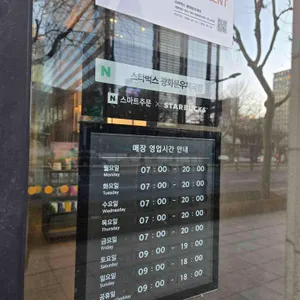 스타벅스 광화문우체국점
N 스마트주문 × STARBUCKS
매장 영업시간 안내
월요일 07 : 00 - 20 : 00
Monday
화요일 07 : 00 - 20 : 00
Tuesday
수요일 07 : 00 - 20 : 00
Wednesday
목요일 07 : 00 - 20 : 00
Thursday
금요일 07 : 00 - 20 : 00
Friday
토요일 09 : 00 - 19 : 00
Saturday
일요일 09 : 00 - 18 : 00
Sunday
공휴일 09 : 00 - 18 : 00